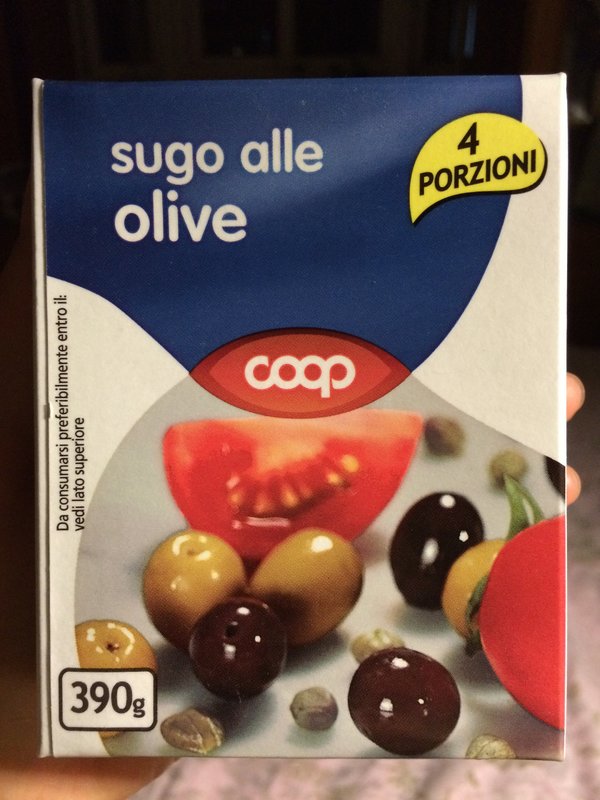 sugo alle
olive
4
PORZIONI
coop
Da consumarsi preferibilmente entro il:
vedi lato superiore
390g